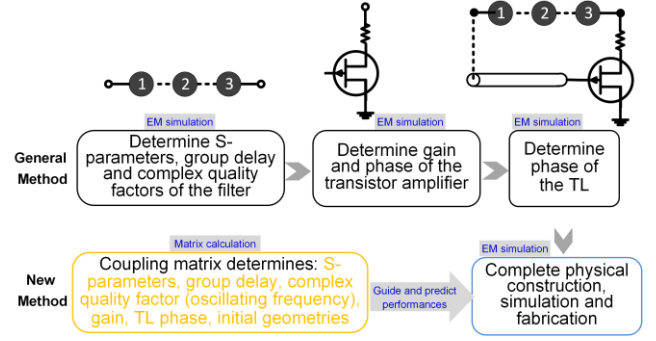 1 2 3
1 2 3
EM simulation
EM simulation
EM simulation
General
Method
Determine S-
parameters, group delay
and complex quality
factors of the filter
Determine gain
and phase of the
transistor amplifier
Determine
phase of
the TL
Matrix calculation
EM simulation
New
Method
Coupling matrix determines: S-
parameters, group delay, complex
quality factor (oscillating frequency),
gain, TL phase, initial geometries
Guide and predict
performances
Complete physical
construction,
simulation and
fabrication